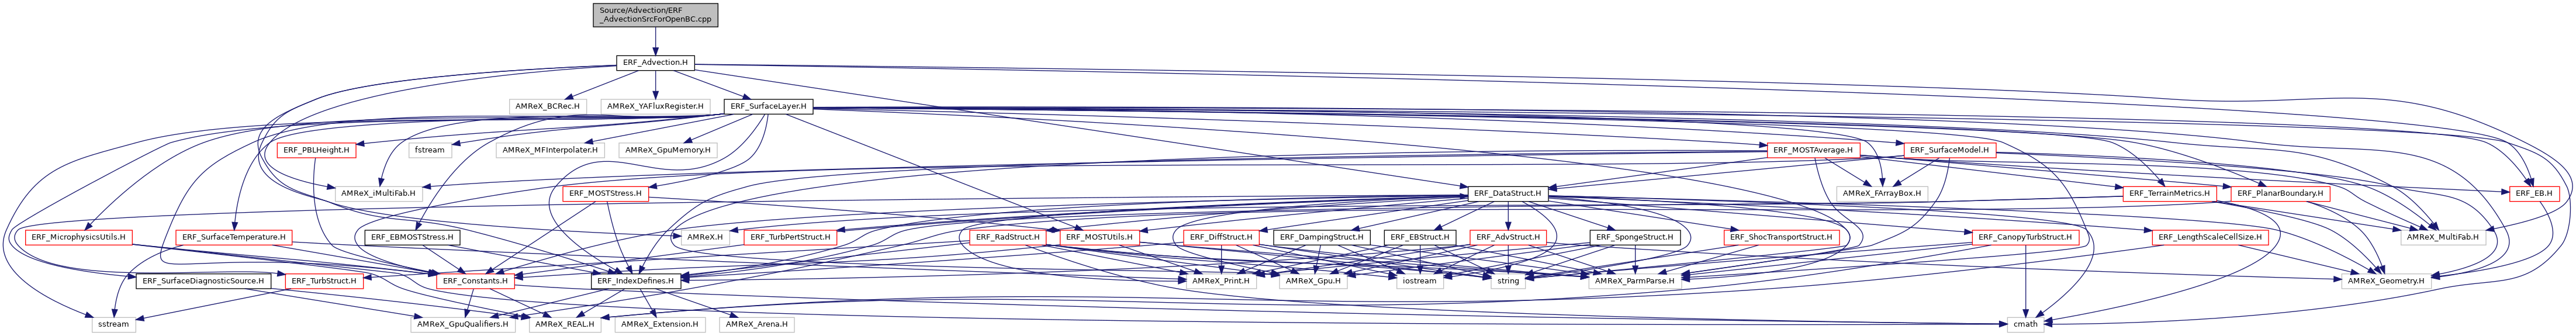 Source/Advection/ERF
_AdvectionSrcForOpenBC.cpp
ERF_Advection.H
AMReX_BCRec.H
AMReX_YAFluxRegister.H
ERF_SurfaceLayer.H
ERF_PBLHeight.H
fstream
AMReX_MFInterpolater.H
AMReX_GpuMemory.H
ERF_MOSTAverage.H
ERF_SurfaceModel.H
AMReX_iMultiFab.H
ERF_MOSTStress.H
ERF_DataStruct.H
AMReX_FArrayBox.H
ERF_TerrainMetrics.H
ERF_PlanarBoundary.H
ERF_EB.H
ERF_MicrophysicsUtils.H
ERF_SurfaceTemperature.H
ERF_EBMOSTStress.H
AMReX.H
ERF_TurbPertStruct.H
ERF_RadStruct.H
ERF_MOSTUtils.H
ERF_DiffStruct.H
ERF_DampingStruct.H
ERF_EBStruct.H
ERF_AdvStruct.H
ERF_SpongeStruct.H
ERF_ShocTransportStruct.H
ERF_CanopyTurbStruct.H
ERF_LengthScaleCellSize.H
AMReX_MultiFab.H
ERF_SurfaceDiagnosticSource.H
ERF_TurbStruct.H
ERF_Constants.H
ERF_IndexDefines.H
AMReX_Print.H
AMReX_Gpu.H
iostream
string
AMReX_ParmParse.H
AMReX_Geometry.H
sstream
AMReX_GpuQualifiers.H
AMReX_REAL.H
AMReX_Extension.H
AMReX_Arena.H
cmath